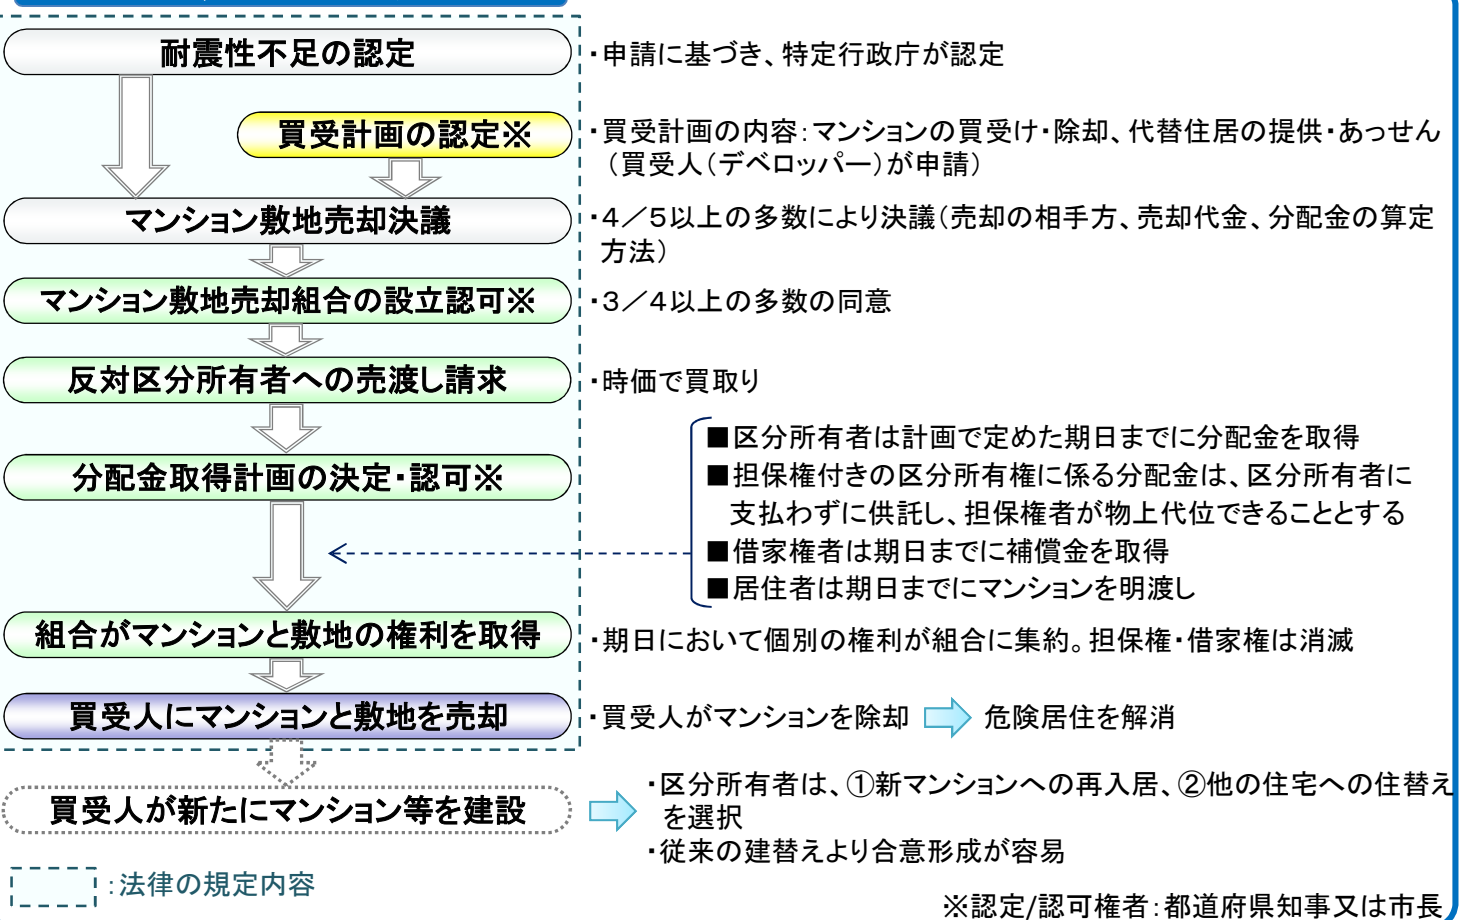 耐震性不足の認定
・申請に基づき、特定行政庁が認定
買受計画の認定※
・買受計画の内容：マンションの買受け・除却、代替住居の提供・あっせん
（買受人（デベロッパー）が申請）
マンション敷地売却決議
・４／５以上の多数により決議（売却の相手方、売却代金、分配金の算定
方法）
マンション敷地売却組合の設立認可※
・３／４以上の多数の同意
反対区分所有者への売渡し請求
・時価で買取り
■区分所有者は計画で定めた期日までに分配金を取得
■担保権付きの区分所有権に係る分配金は、区分所有者に
支払わずに供託し、担保権者が物上代位できることとする
■借家権者は期日までに補償金を取得
■居住者は期日までにマンションを明渡し
分配金取得計画の決定・認可※
組合がマンションと敷地の権利を取得
・期日において個別の権利が組合に集約。担保権・借家権は消滅
買受人にマンションと敷地を売却
・買受人がマンションを除却 危険居住を解消
買受人が新たにマンション等を建設
・区分所有者は、①新マンションへの再入居、②他の住宅への住替え
を選択
・従来の建替えより合意形成が容易
：法律の規定内容
※認定/認可権者：都道府県知事又は市長